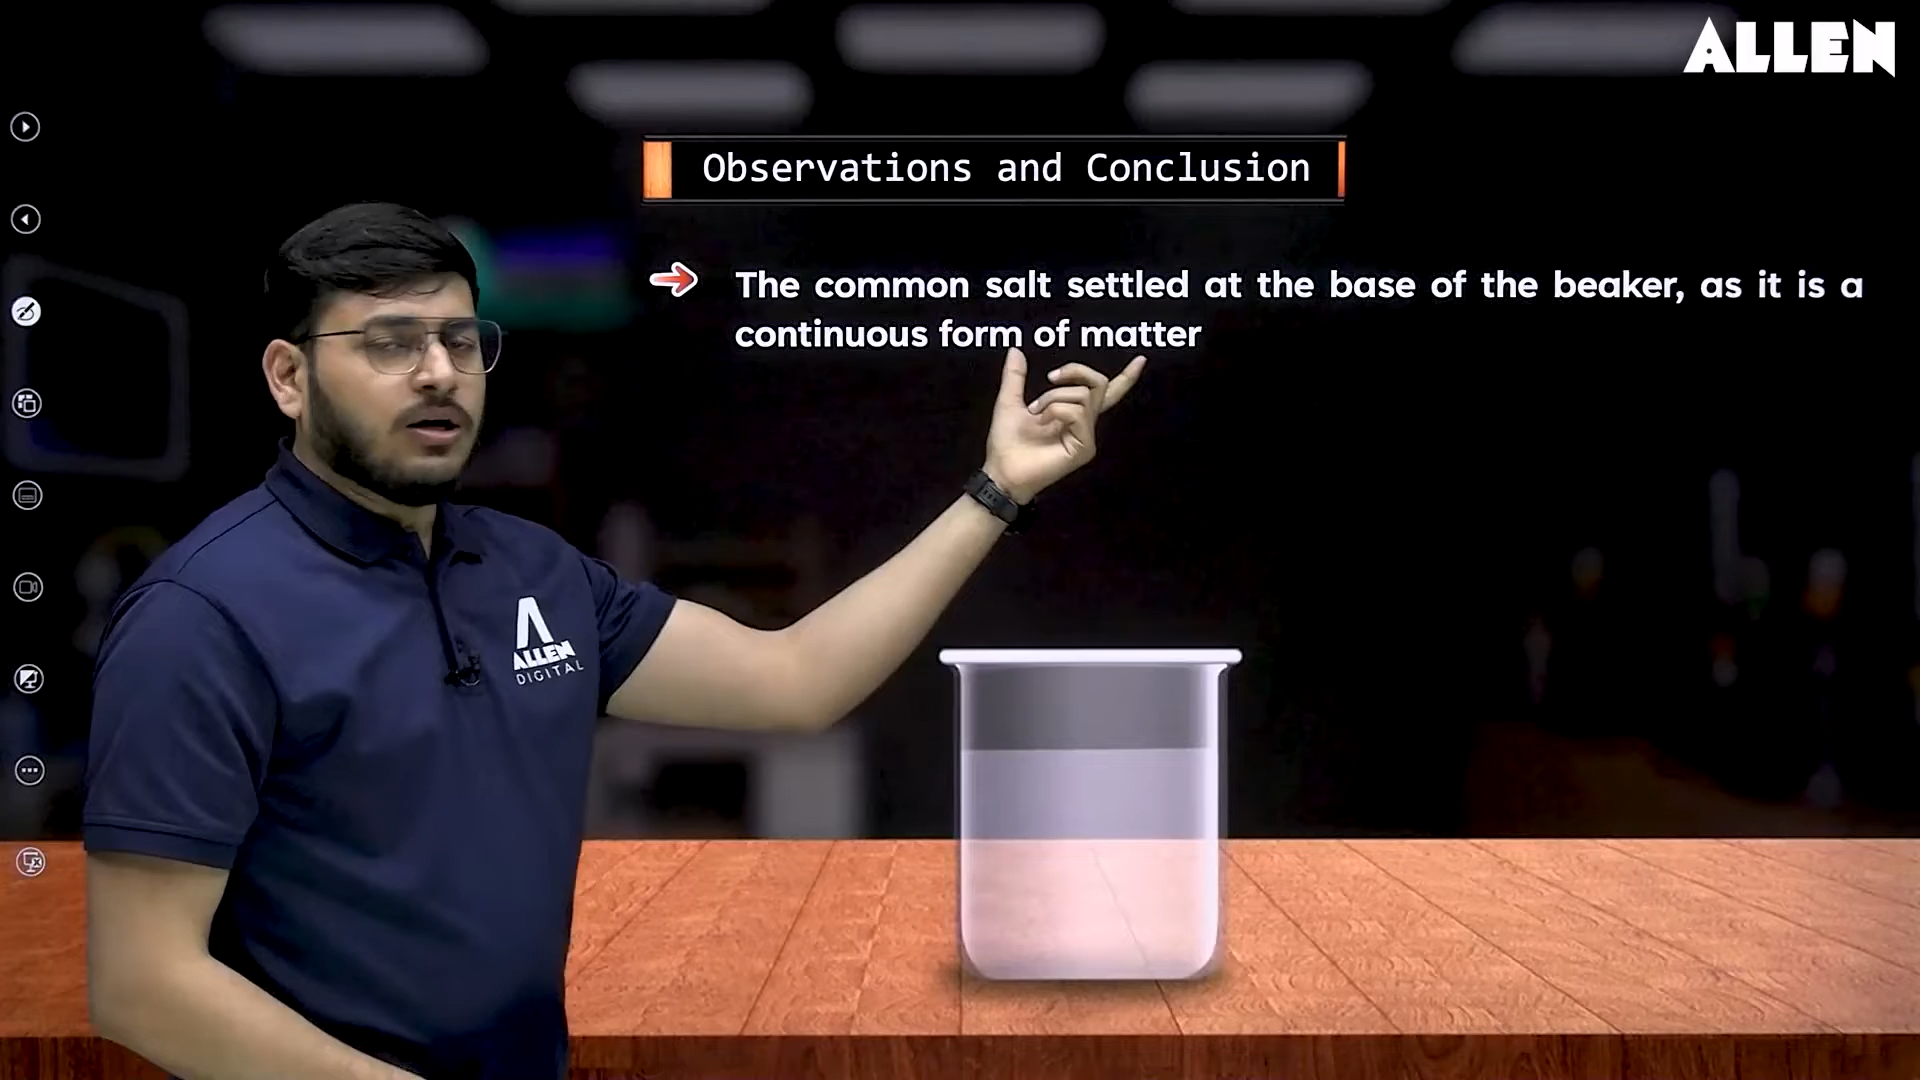 ALLEN
Observations and Conclusion
The common salt settled at the base of the beaker, as it is a
continuous form of matter
ALLEN
DIGITAL